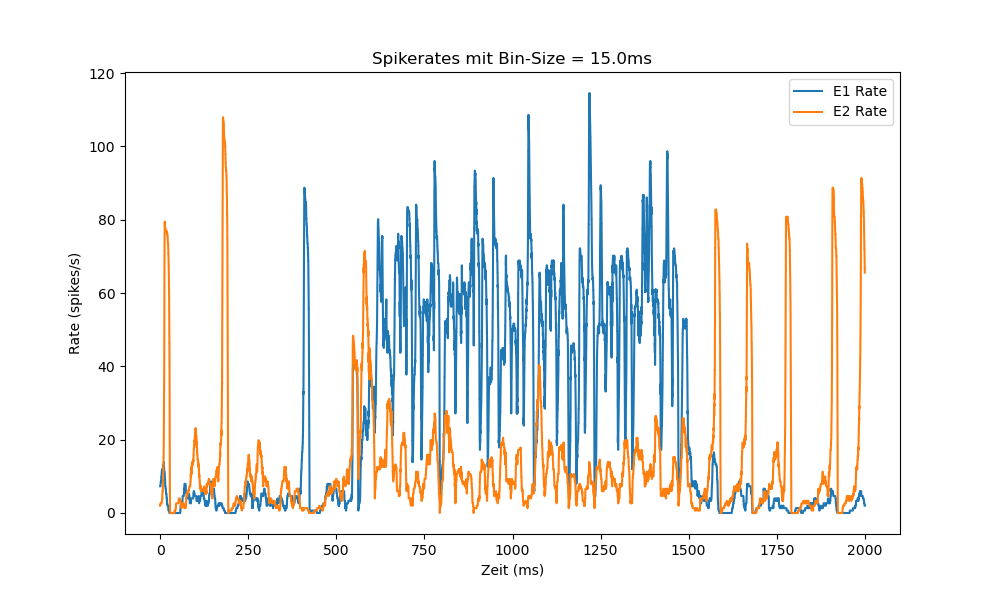 Spikerates mit Bin-Size = 15.0ms
120
100
80
60
40
20
0
Rate (spikes/s)
E1 Rate
E2 Rate
0 250 500 750 1000 1250 1500 1750 2000
Zeit (ms)